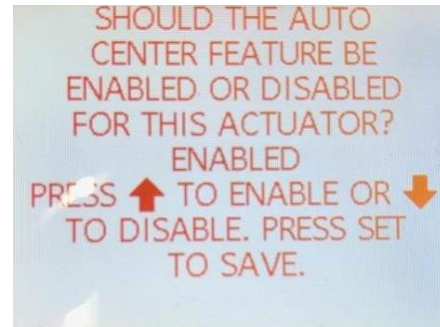 SHOULD THE AUTO
CENTER FEATURE BE
ENABLED OR DISABLED
FOR THIS ACTUATOR?
ENABLED
PRESS ↑ TO ENABLE OR ↓
TO DISABLE. PRESS SET
TO SAVE.